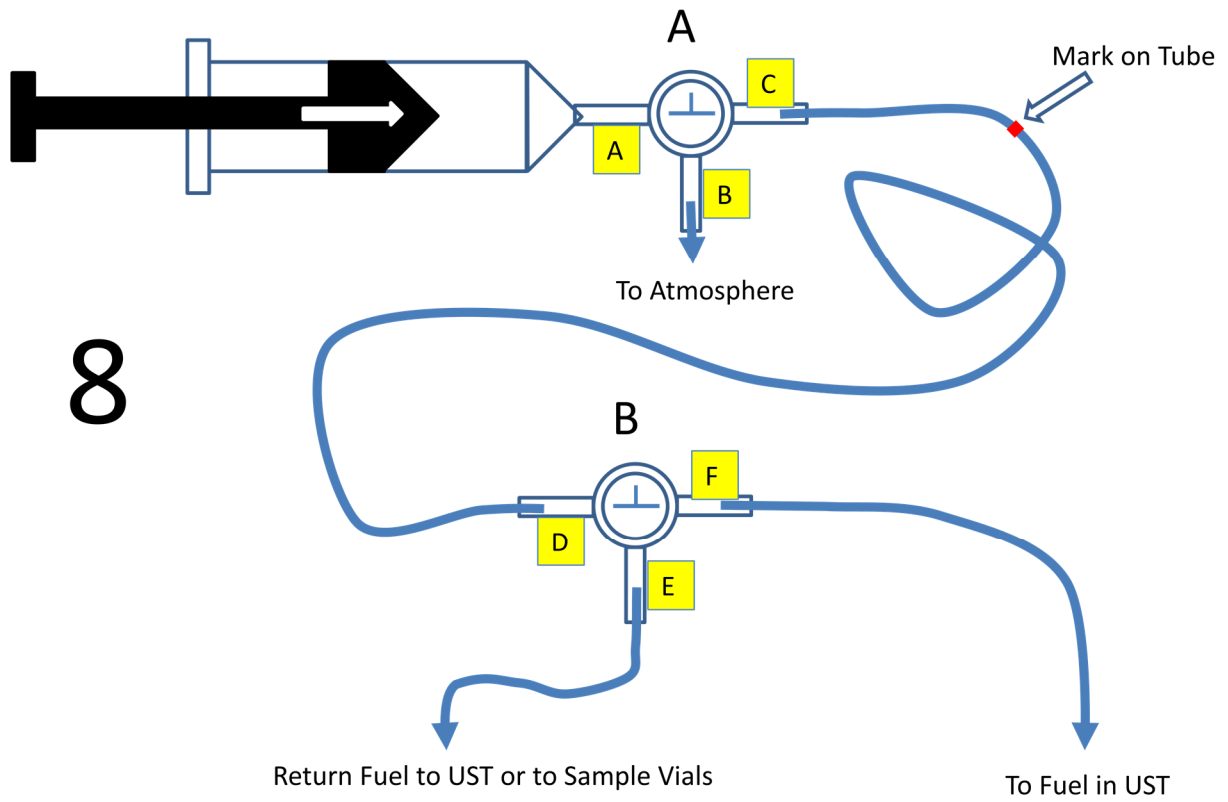 A
Mark on Tube
C
A
B
To Atmosphere
8
B
F
D
E
Return Fuel to UST or to Sample Vials
To Fuel in UST